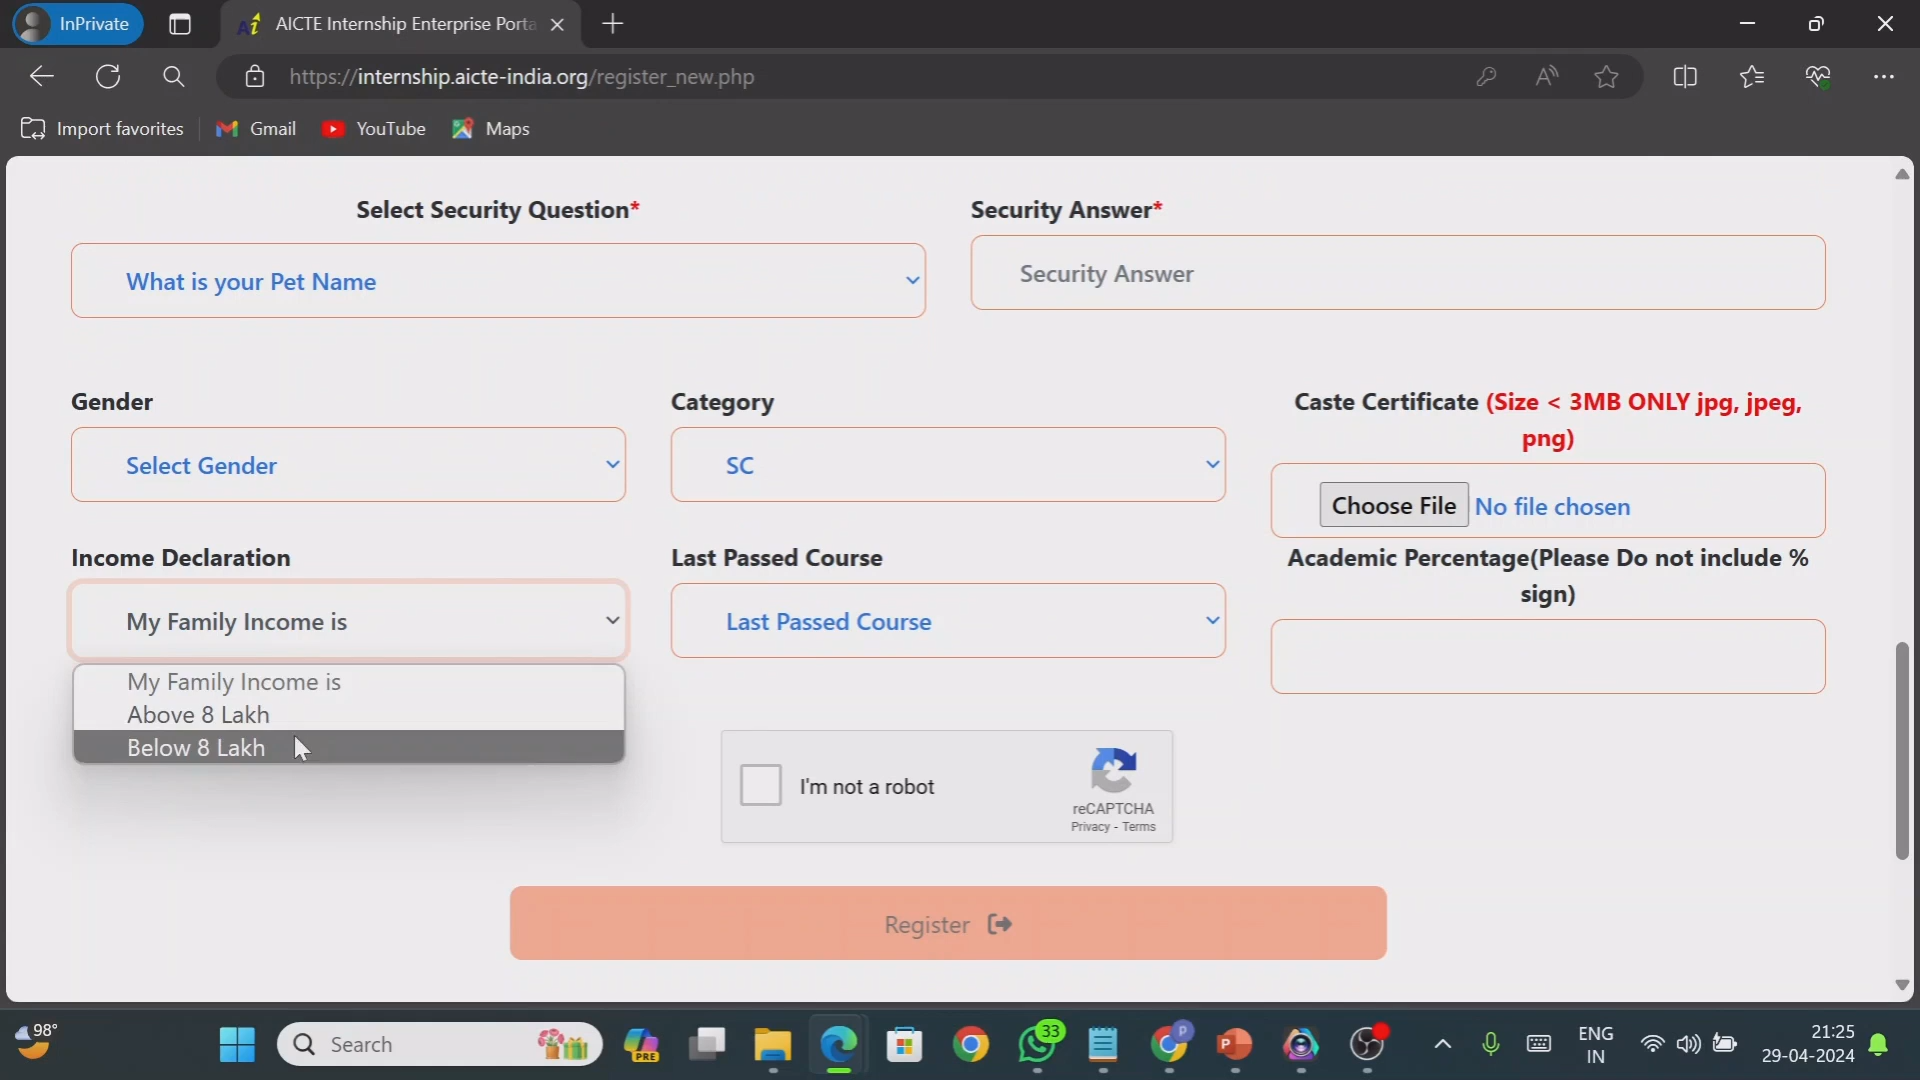 InPrivate
AICTE Internship Enterprise Porta
https://internship.aicte-india.org/register_new.php
Import favorites
Gmail
YouTube
Maps
Select Security Question*
Security Answer*
What is your Pet Name
Security Answer
Gender
Category
Caste Certificate (Size < 3MB ONLY jpg, jpeg,
png)
Select Gender
SC
Choose File No file chosen
Income Declaration
Last Passed Course
Academic Percentage(Please Do not include %
sign)
My Family Income is
Last Passed Course
My Family Income is
Above 8 Lakh
Below 8 Lakh
I'm not a robot
reCAPTCHA
Privacy - Terms
Register
98°
Search
PRE
33
P
P
ENG
IN
21:25
29-04-2024